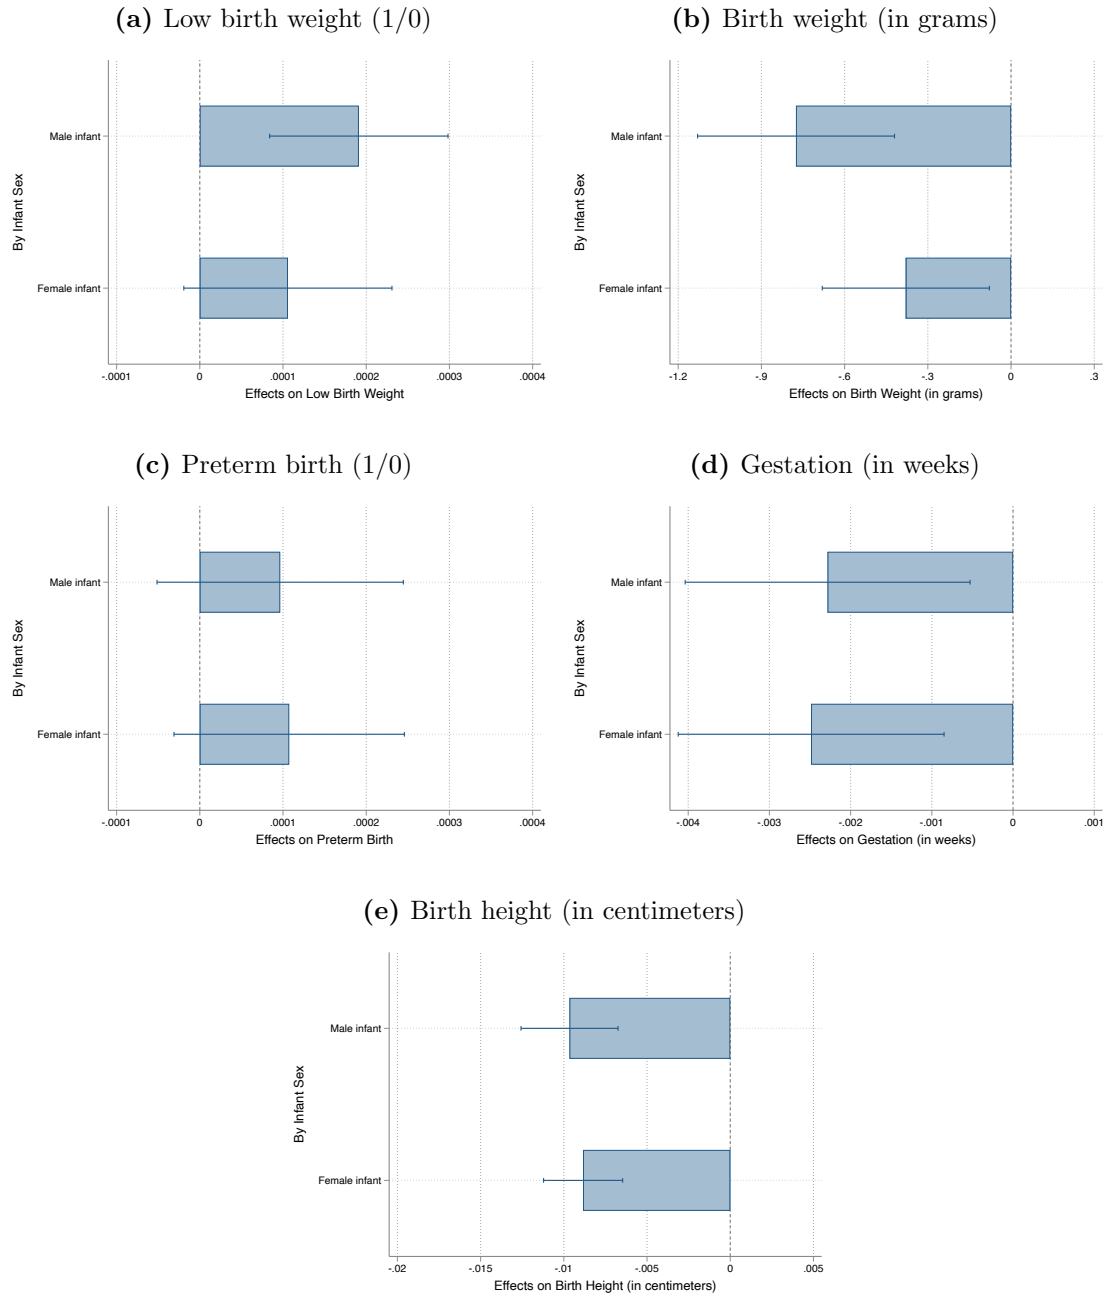 (a) Low birth weight (1/0)
By Infant Sex
Male infant
Female infant
-.0001 0 .0001 .0002 .0003 .0004
Effects on Low Birth Weight
(b) Birth weight (in grams)
By Infant Sex
Male infant
Female infant
-1.2 -.9 -.6 -.3 0 .3
Effects on Birth Weight (in grams)
(c) Preterm birth (1/0)
By Infant Sex
Male infant
Female infant
-.0001 0 .0001 .0002 .0003 .0004
Effects on Preterm Birth
(d) Gestation (in weeks)
By Infant Sex
Male infant
Female infant
-.004 -.003 -.002 -.001 0 .001
Effects on Gestation (in weeks)
(e) Birth height (in centimeters)
By Infant Sex
Male infant
Female infant
-.02 -.015 -.01 -.005 0 .005
Effects on Birth Height (in centimeters)